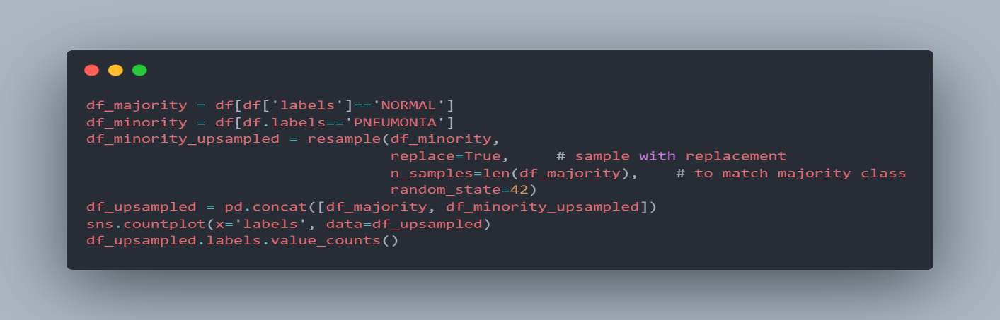 df_majority = df[df['labels']=='NORMAL']
df_minority = df[df.labels=='PNEUMONIA']
df_minority_upsampled = resample(df_minority,
                                 replace=True,     # sample with replacement
                                 n_samples=len(df_majority),    # to match majority class
                                 random_state=42)
df_upsampled = pd.concat([df_majority, df_minority_upsampled])
sns.countplot(x='labels', data=df_upsampled)
df_upsampled.labels.value_counts()